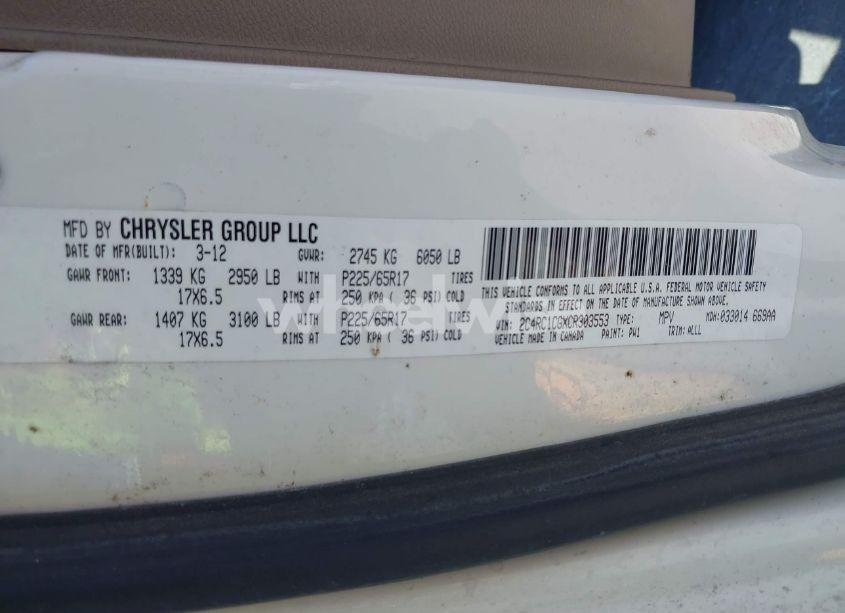 MFD BY CHRYSLER GROUP LLC
DATE OF MFR(BUILT): 3-12 GVWR: 2745 KG 6050 LB
GAWR FRONT: 1339 KG 2950 LB WITH P225/65R17 TIRES
17X6.5 RIMS AT 250 KPA ( 36 PSI) COLD
GAWR REAR: 1407 KG 3100 LB WITH P225/65R17 TIRES
17X6.5 RIMS AT 250 KPA ( 36 PSI) COLD
THIS VEHICLE CONFORMS TO ALL APPLICABLE U.S.A. FEDERAL MOTOR VEHICLE SAFETY
STANDARDS IN EFFECT ON THE DATE OF MANUFACTURE SHOWN ABOVE.
VIN: 2C4RC1CGXCR303553 TYPE: MPV MDH: 033014 669AA
VEHICLE MADE IN CANADA PAINT: PW1 TRIM: ALLL